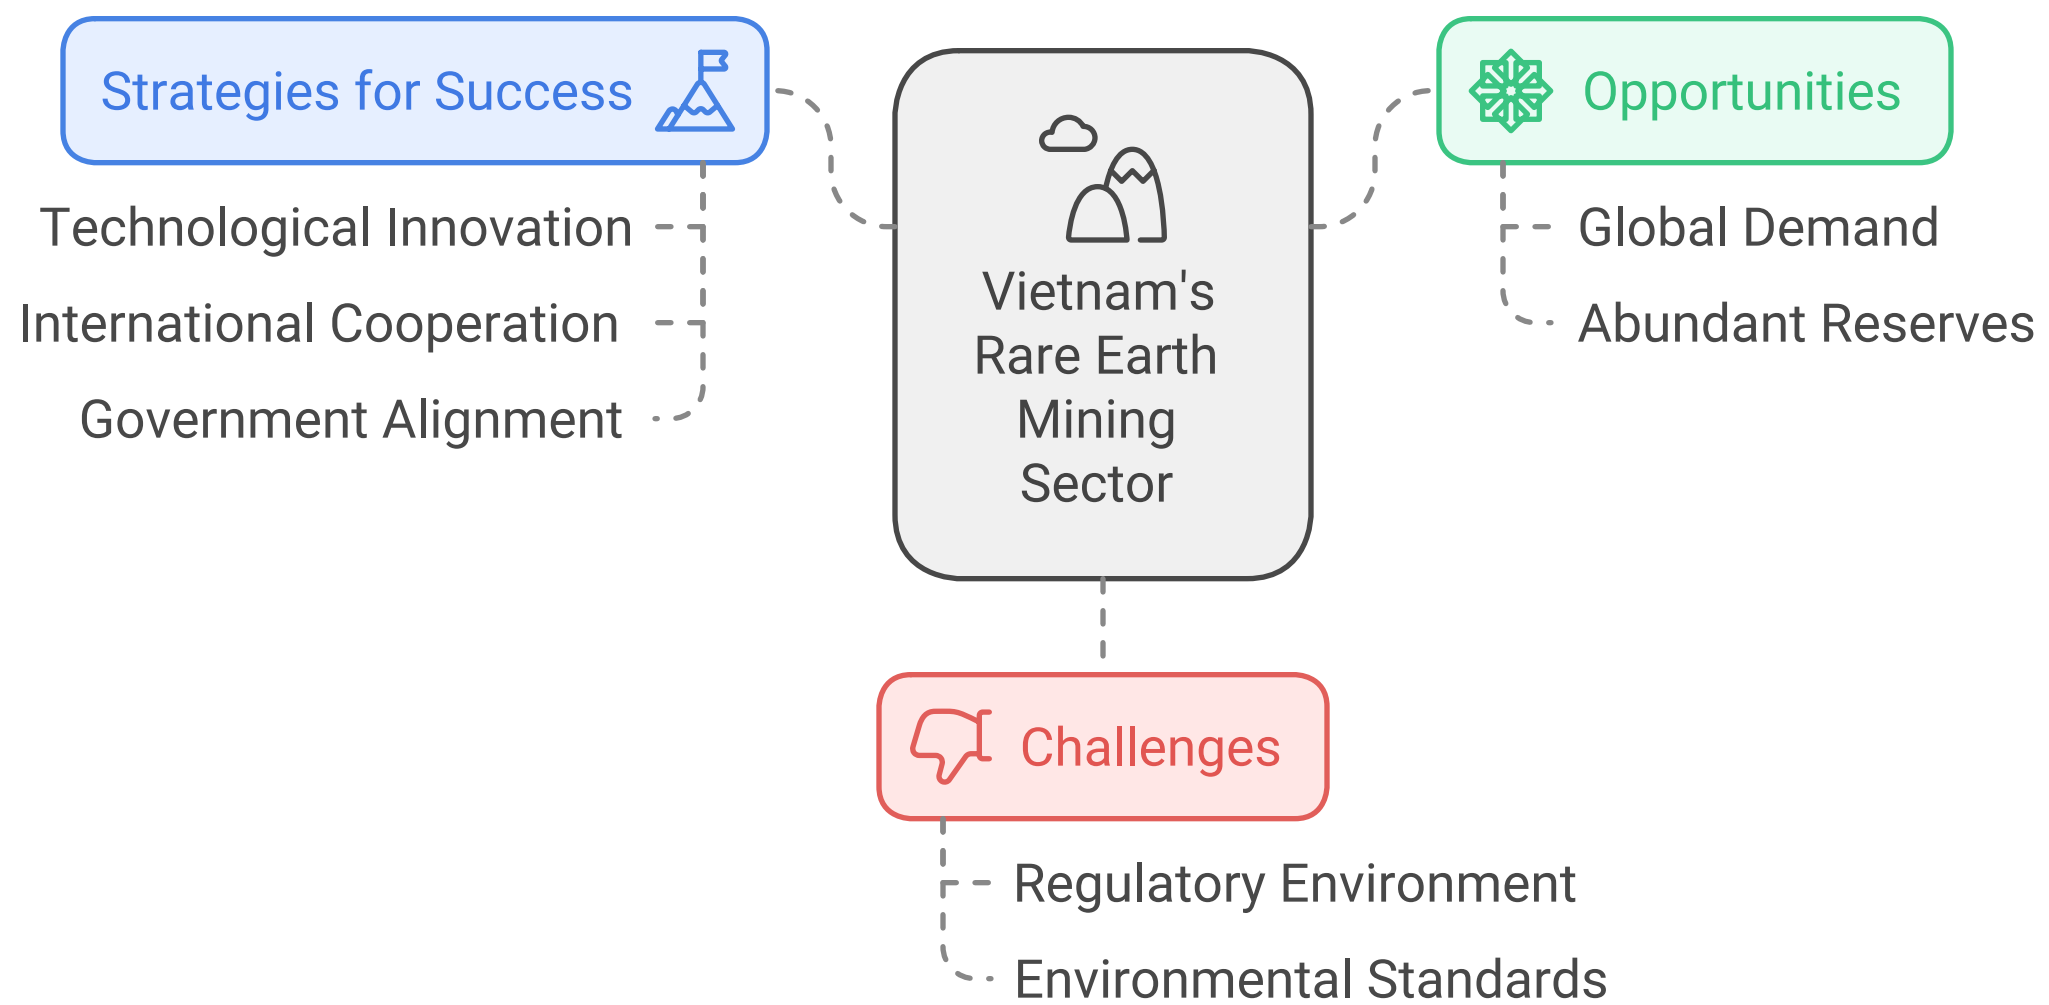 Strategies for Success
Technological Innovation
International Cooperation
Government Alignment
Vietnam's
Rare Earth
Mining
Sector
Opportunities
Global Demand
Abundant Reserves
Challenges
Regulatory Environment
Environmental Standards